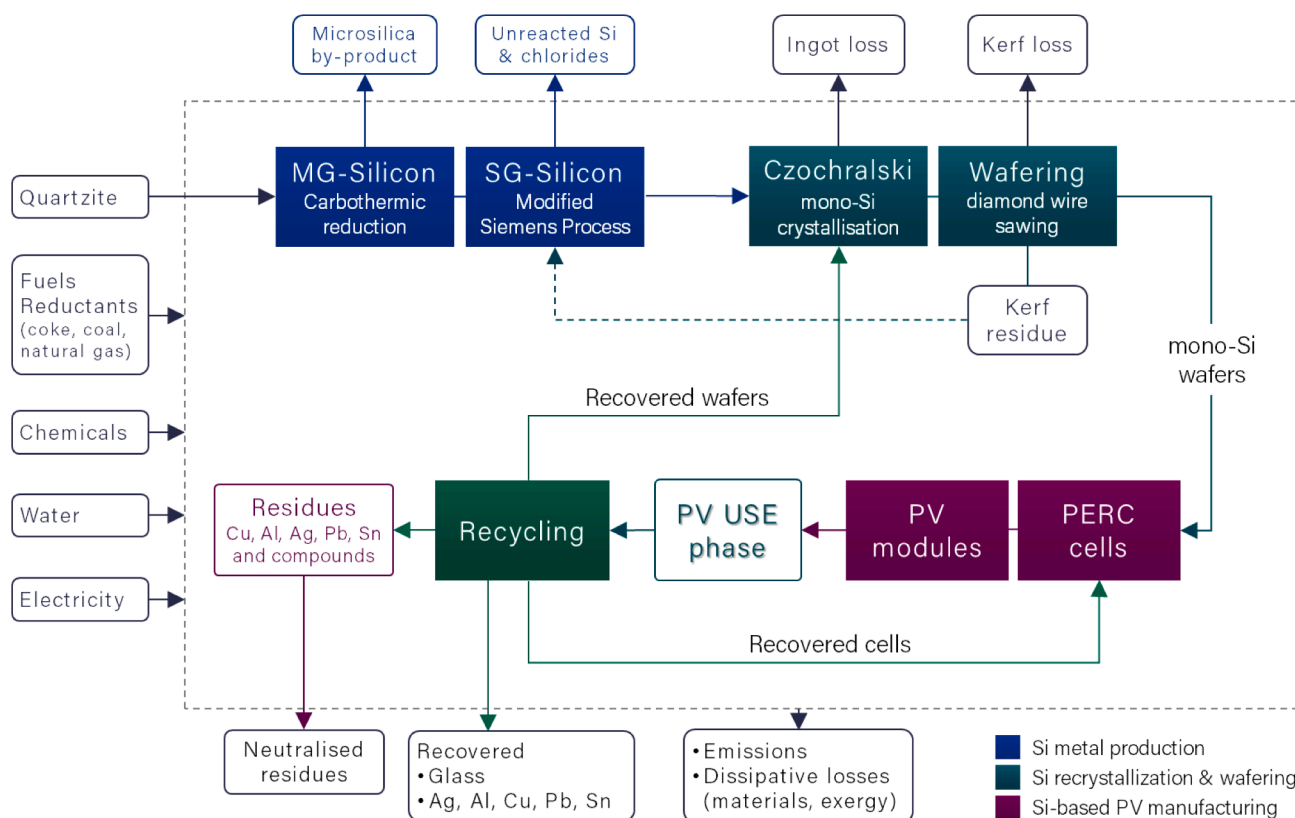 Microsilica
by-product
Unreacted Si
& chlorides
Ingot loss
Kerf loss
Quartzite
MG-Silicon
Carbothermic
reduction
SG-Silicon
Modified
Siemens Process
Czochralski
mono-Si
crystallisation
Wafering
diamond wire
sawing
Fuels
Reductants
(coke, coal,
natural gas)
Kerf
residue
mono-Si
wafers
Recovered wafers
Chemicals
Water
Electricity
Residues
Cu, Al, Ag, Pb, Sn
and compounds
Recycling
PV USE
phase
PV
modules
PERC
cells
Recovered cells
Neutralised
residues
Recovered
• Glass
• Ag, Al, Cu, Pb, Sn
• Emissions
• Dissipative losses
(materials, exergy)
Si metal production
Si recrystallization & wafering
Si-based PV manufacturing